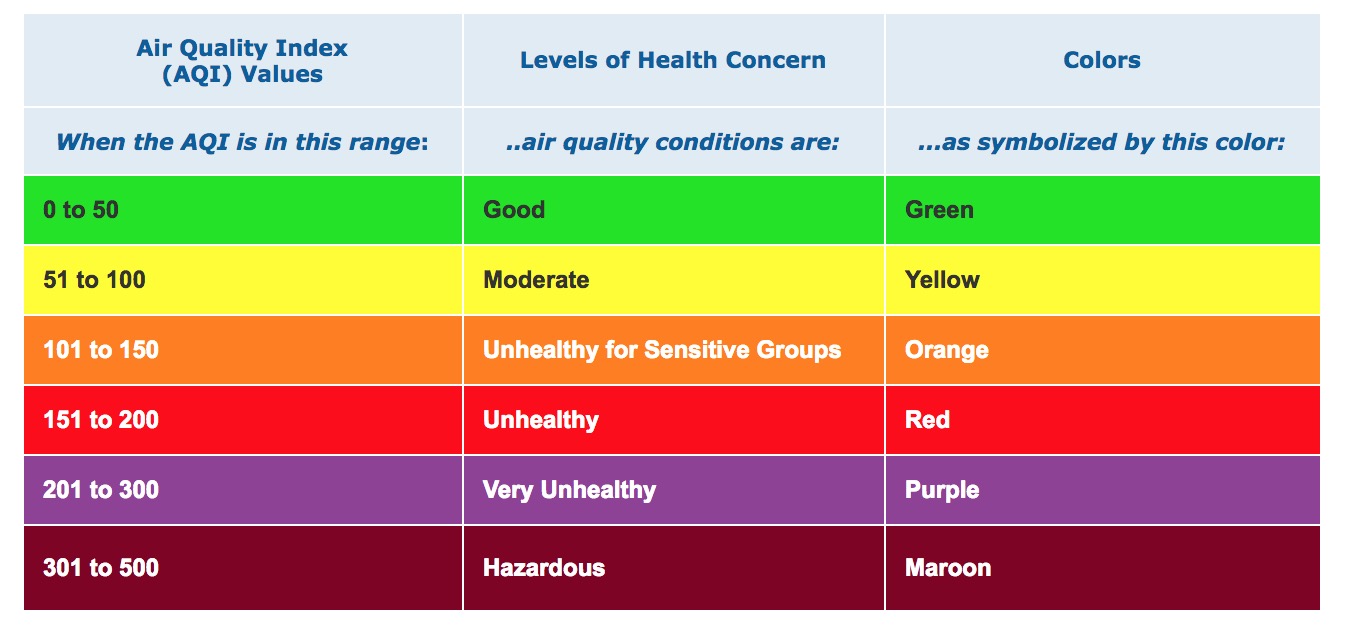 Air Quality Index
(AQI) Values
Levels of Health Concern
Colors
When the AQI is in this range:
..air quality conditions are:
...as symbolized by this color:
0 to 50
Good
Green
51 to 100
Moderate
Yellow
101 to 150
Unhealthy for Sensitive Groups
Orange
151 to 200
Unhealthy
Red
201 to 300
Very Unhealthy
Purple
301 to 500
Hazardous
Maroon